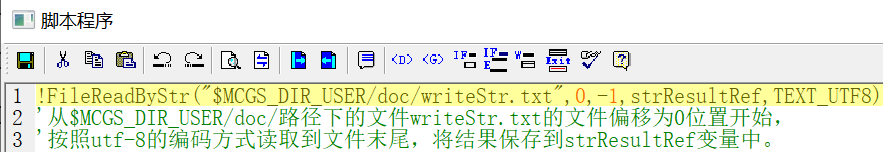 脚本程序
<D> <G> IF— IF E W— Exit
1 !FileReadByStr("$MCGS_DIR_USER/doc/writeStr.txt",0,-1,strResultRef,TEXT_UTF8)
2 '从$MCGS_DIR_USER/doc/路径下的文件writeStr.txt的文件偏移为0位置开始,
3 '按照utf-8的编码方式读取到文件末尾，将结果保存到strResultRef变量中。